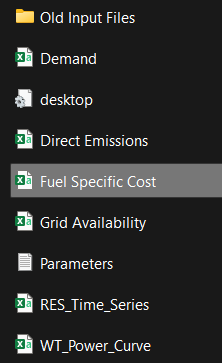 Old Input Files
Demand
desktop
Direct Emissions
Fuel Specific Cost
Grid Availability
Parameters
RES_Time_Series
WT_Power_Curve